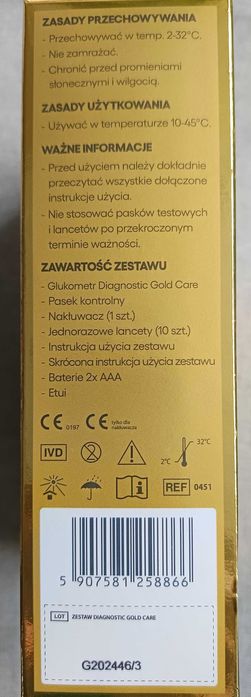 ZASADY PRZECHOWYWANIA
- Przechowywać w temp. 2-32°C.
- Nie zamrażać.
- Chronić przed promieniami
słonecznymi i wilgocią.
ZASADY UŻYTKOWANIA
- Używać w temperaturze 10-45°C.
WAŻNE INFORMACJE
- Przed użyciem należy dokładnie
przeczytać wszystkie dołączone
instrukcje użycia.
- Nie stosować pasków testowych
i lancetów po przekroczonym
terminie ważności.
ZAWARTOŚĆ ZESTAWU
- Glukometr Diagnostic Gold Care
- Pasek kontrolny
- Nakłuwacz (1 szt.)
- Jednorazowe lancety (10 szt.)
- Instrukcja użycia zestawu
- Skrócona instrukcja użycia zestawu
- Baterie 2x AAA
- Etui
CE 0197 CE tylko dla
nakłuwacza
IVD 2 2°C 32°C
REF 0451
5 907581 258866
LOT ZESTAW DIAGNOSTIC GOLD CARE
G202446/3